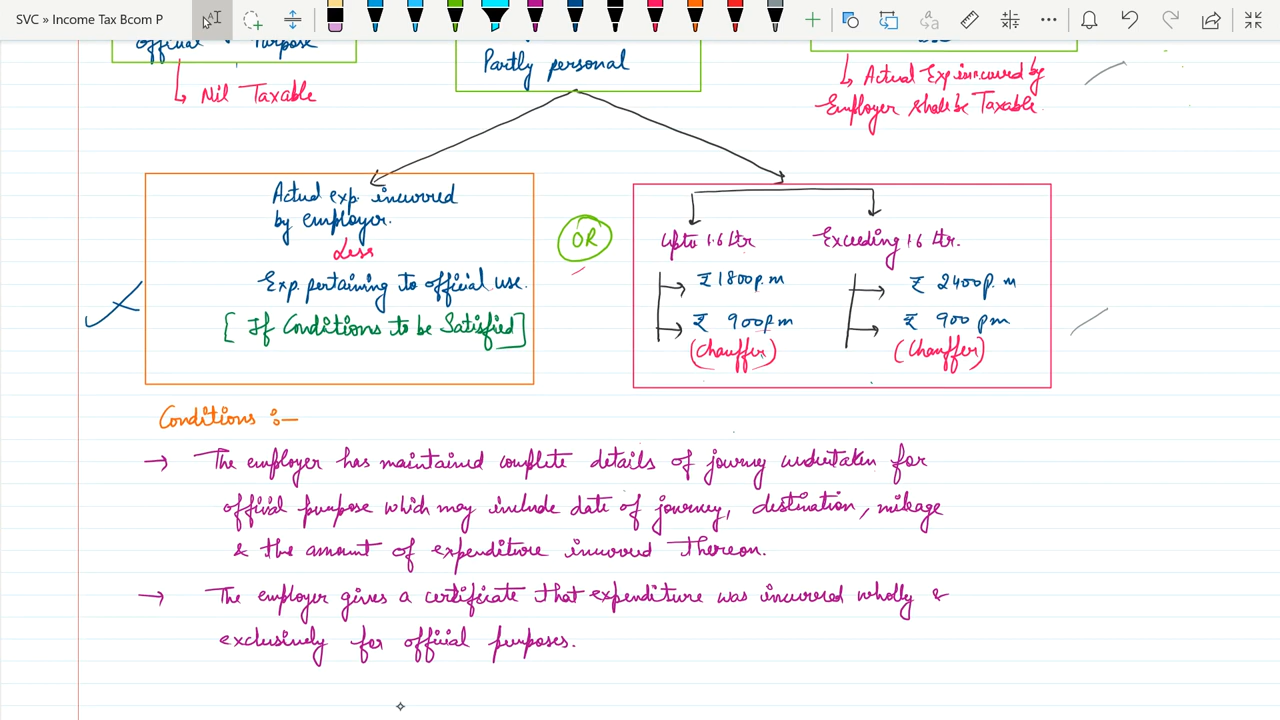 SVC » Income Tax Bcom P
official Purpose
Partly personal
↳ Nil Taxable
↳ Actual Exp incurred by
Employer shall be Taxable
Actual exp. incurred
by employer.
Less
Exp. pertaining to official use.
[If Conditions to be Satisfied]
OR
upto 1.6 Ltr
Exceeding 1.6 Ltr.
→ ₹ 1800 p.m
→ ₹ 2400 p.m
→ ₹ 900 pm
→ ₹ 900 pm
(Chauffer)
(Chauffer)
Conditions :-
→ The employer has maintained complete details of journey undertaken for
official purpose which may include date of journey, destination, mileage
& the amount of expenditure incurred thereon.
→ The employer gives a certificate that expenditure was incurred wholly &
exclusively for official purposes.